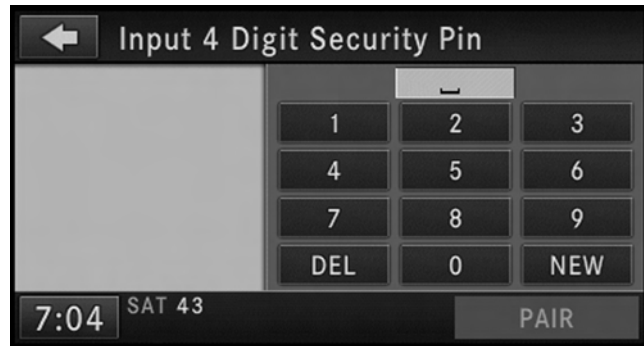 Input 4 Digit Security Pin
1 2 3
4 5 6
7 8 9
DEL 0 NEW
7:04 SAT 43 PAIR